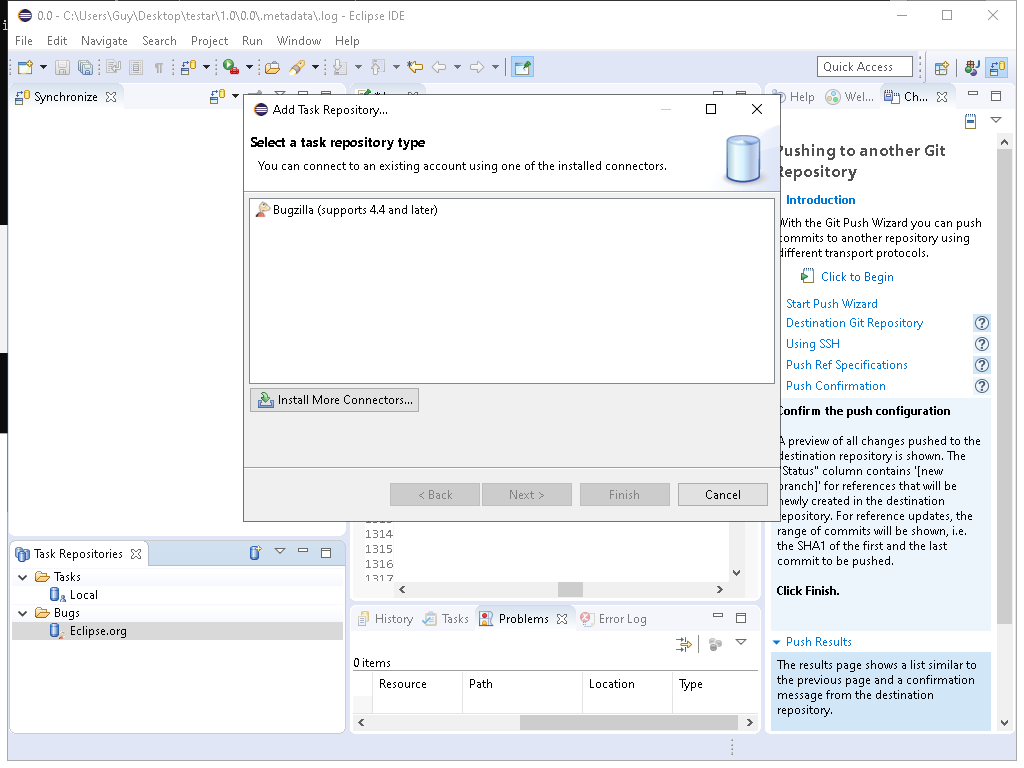 0.0 - C:\Users\Guy\Desktop\testar\1.0\0.0\.metadata\.log - Eclipse IDE
File Edit Navigate Search Project Run Window Help
Quick Access
Synchronize
Help Wel... Ch...
Add Task Repository...
Select a task repository type
You can connect to an existing account using one of the installed connectors.
Bugzilla (supports 4.4 and later)
Install More Connectors...
< Back Next > Finish Cancel
Pushing to another Git
Repository
Introduction
With the Git Push Wizard you can push
commits to another repository using
different transport protocols.
Click to Begin
Start Push Wizard
Destination Git Repository
Using SSH
Push Ref Specifications
Push Confirmation
Confirm the push configuration
A preview of all changes pushed to the
destination repository is shown. The
"Status" column contains '[new
branch]' for references that will be
newly created in the destination
repository. For reference updates, the
range of commits will be shown, i.e.
the SHA1 of the first and the last
commit to be pushed.
Click Finish.
Push Results
The results page shows a list similar to
the previous page and a confirmation
message from the destination
repository.
1314
1315
1316
1317
Task Repositories
Tasks
Local
Bugs
Eclipse.org
History Tasks Problems Error Log
0 items
Resource Path Location Type